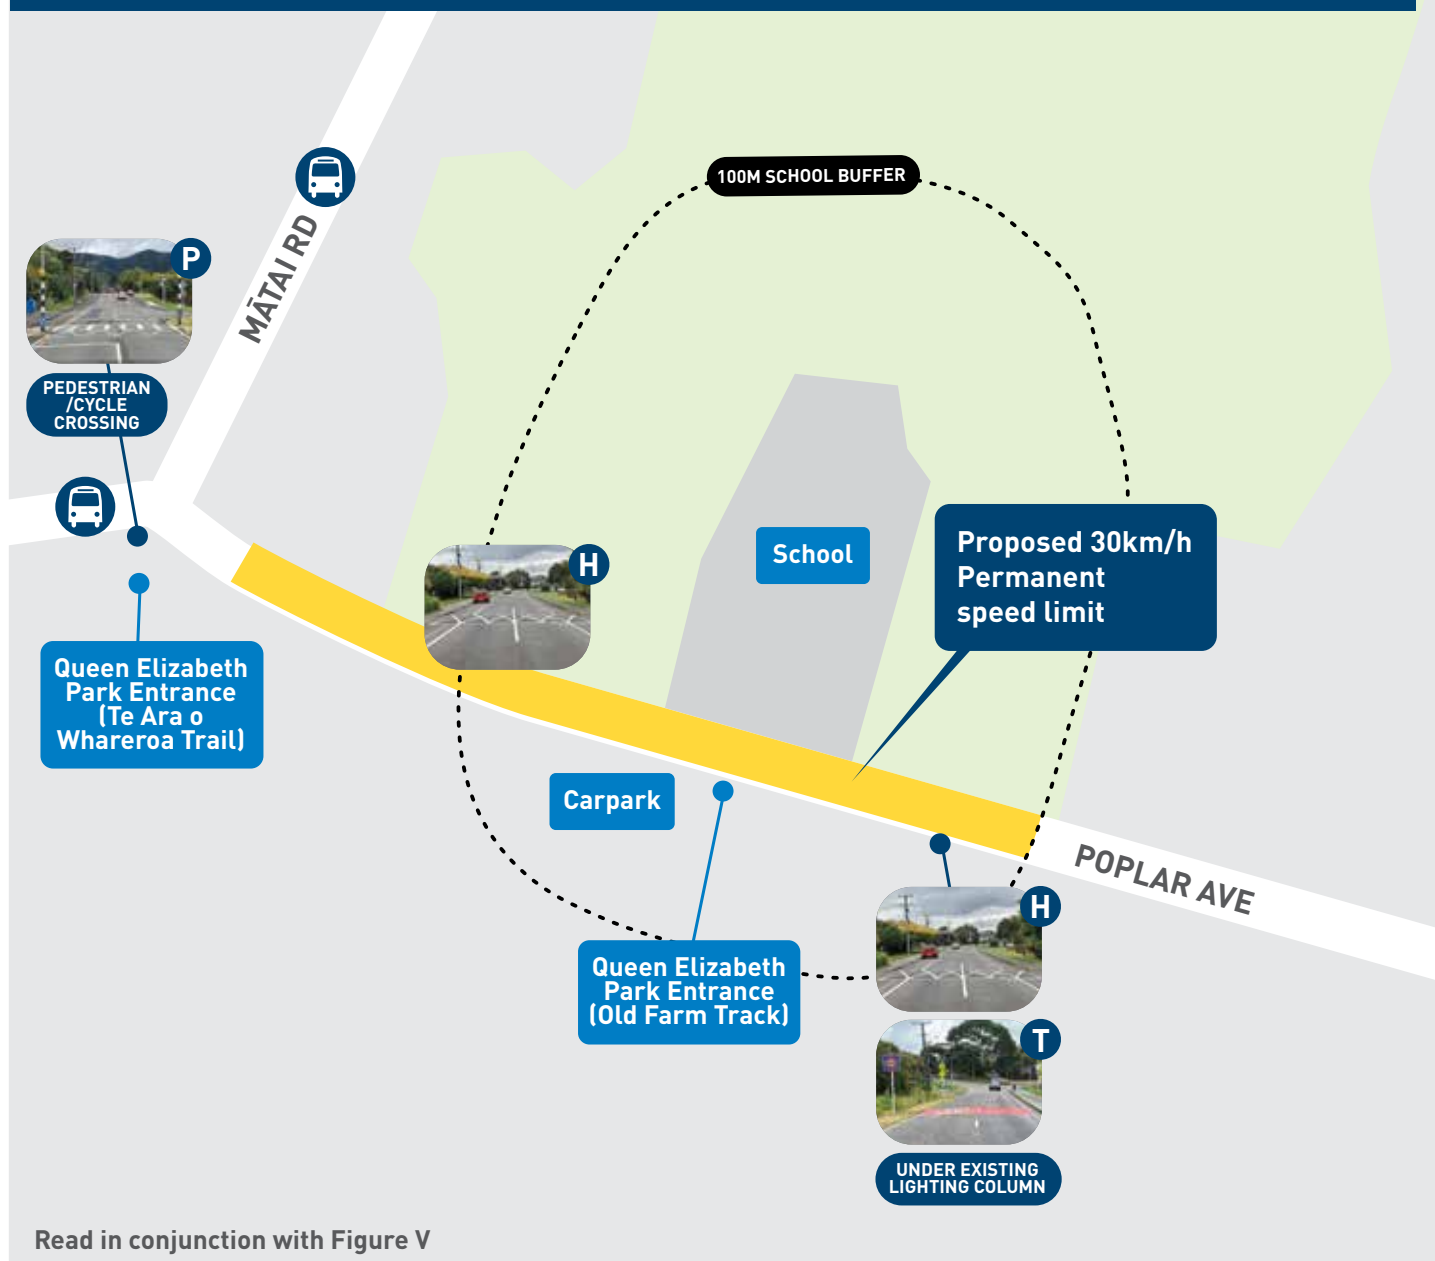 100M SCHOOL BUFFER
MĀTAI RD
P
PEDESTRIAN
/CYCLE
CROSSING
H
School
Proposed 30km/h
Permanent
speed limit
Queen Elizabeth
Park Entrance
(Te Ara o
Whareroa Trail)
Carpark
POPLAR AVE
H
Queen Elizabeth
Park Entrance
(Old Farm Track)
T
UNDER EXISTING
LIGHTING COLUMN
Read in conjunction with Figure V